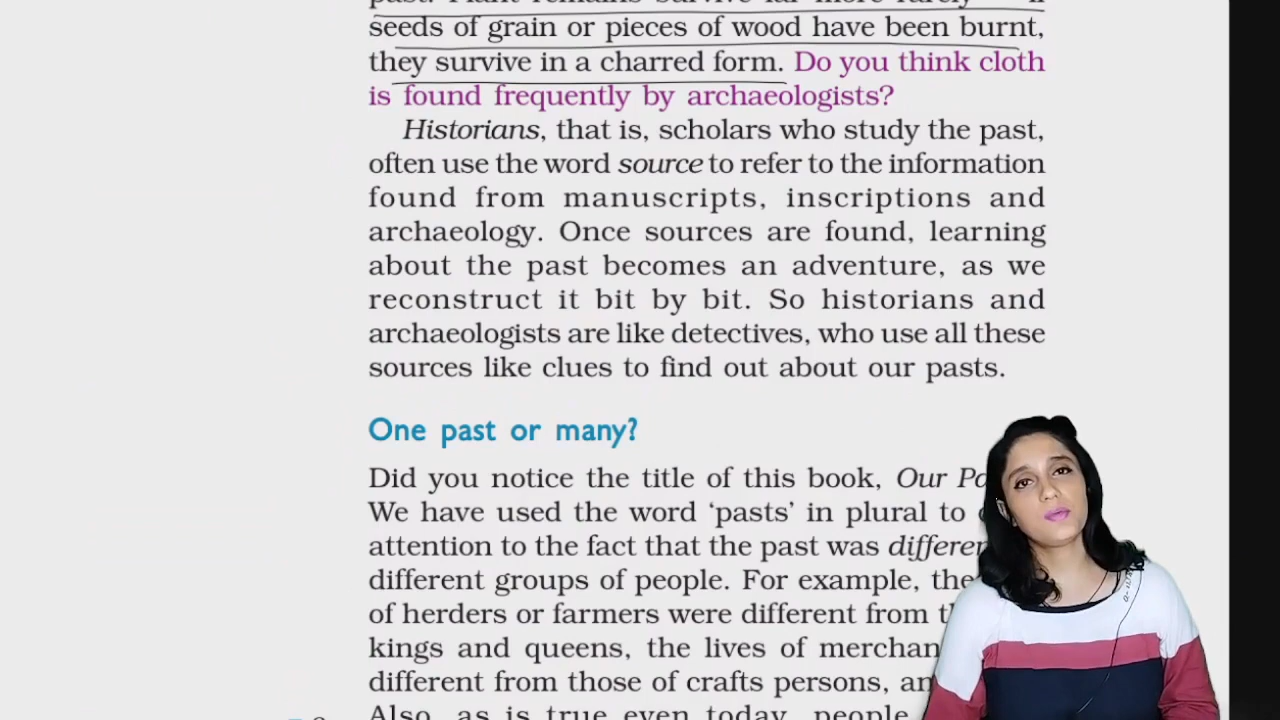 seeds of grain or pieces of wood have been burnt,
they survive in a charred form. Do you think cloth
is found frequently by archaeologists?
Historians, that is, scholars who study the past,
often use the word source to refer to the information
found from manuscripts, inscriptions and
archaeology. Once sources are found, learning
about the past becomes an adventure, as we
reconstruct it bit by bit. So historians and
archaeologists are like detectives, who use all these
sources like clues to find out about our pasts.
One past or many?
Did you notice the title of this book, Our
We have used the word ‘pasts’ in plural to
attention to the fact that the past was
different groups of people. For example, the
of herders or farmers were different from
kings and queens, the lives of
different from those of crafts persons,
Also, as is true even today, people